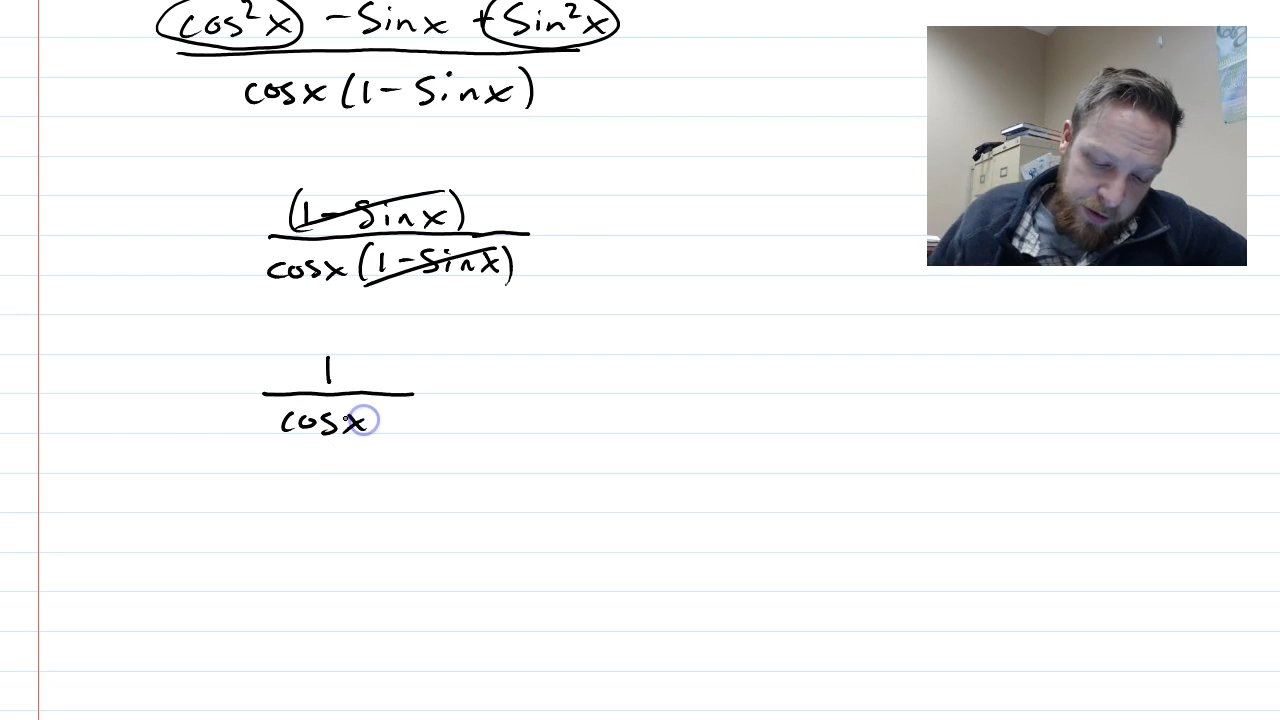 cos²x - sinx + sin²x
cosx (1 - sinx)
(1 - sinx)
cosx (1 - sinx)
1
cosx